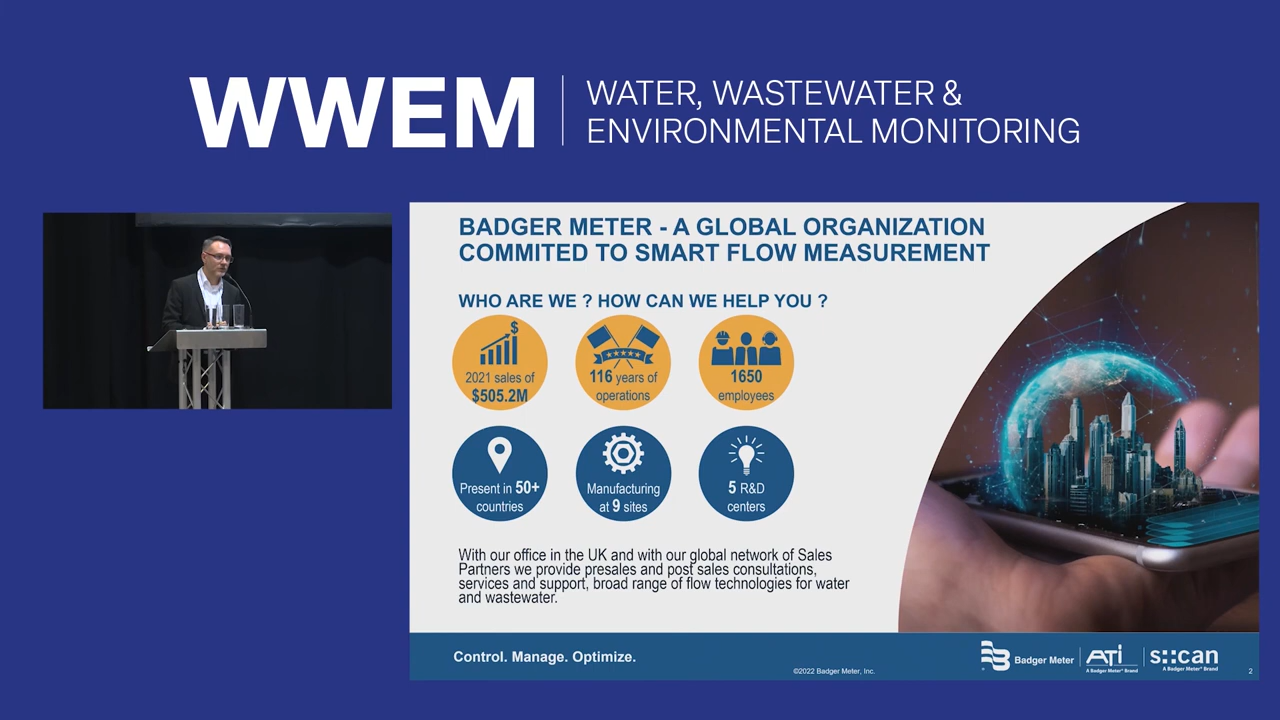 WWEM
WATER, WASTEWATER &
ENVIRONMENTAL MONITORING
BADGER METER - A GLOBAL ORGANIZATION
COMMITED TO SMART FLOW MEASUREMENT
WHO ARE WE ? HOW CAN WE HELP YOU ?
$
2021 sales of
$505.2M
116 years of
operations
1650
employees
Present in 50+
countries
Manufacturing
at 9 sites
5 R&D
centers
With our office in the UK and with our global network of Sales
Partners we provide presales and post sales consultations,
services and support, broad range of flow technologies for water
and wastewater.
Control. Manage. Optimize.
©2022 Badger Meter, Inc.
Badger Meter
ATi
A Badger Meter® Brand
s::can
A Badger Meter® Brand
2